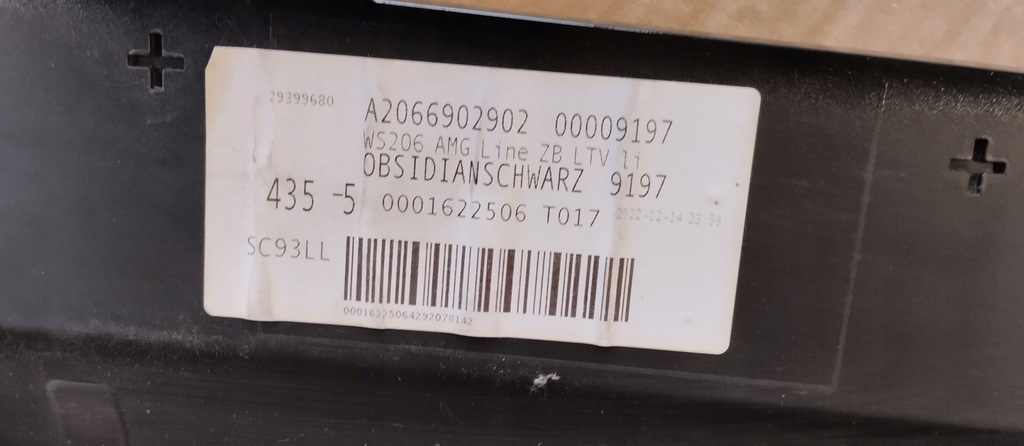 29399680
A2066902902 00009197
WS206 AMG Line ZB LTV li
OBSIDIANSCHWARZ 9197
435 -5 0001622506 T017 2022-12-14 23:59
SC93LL
00016225064292078142